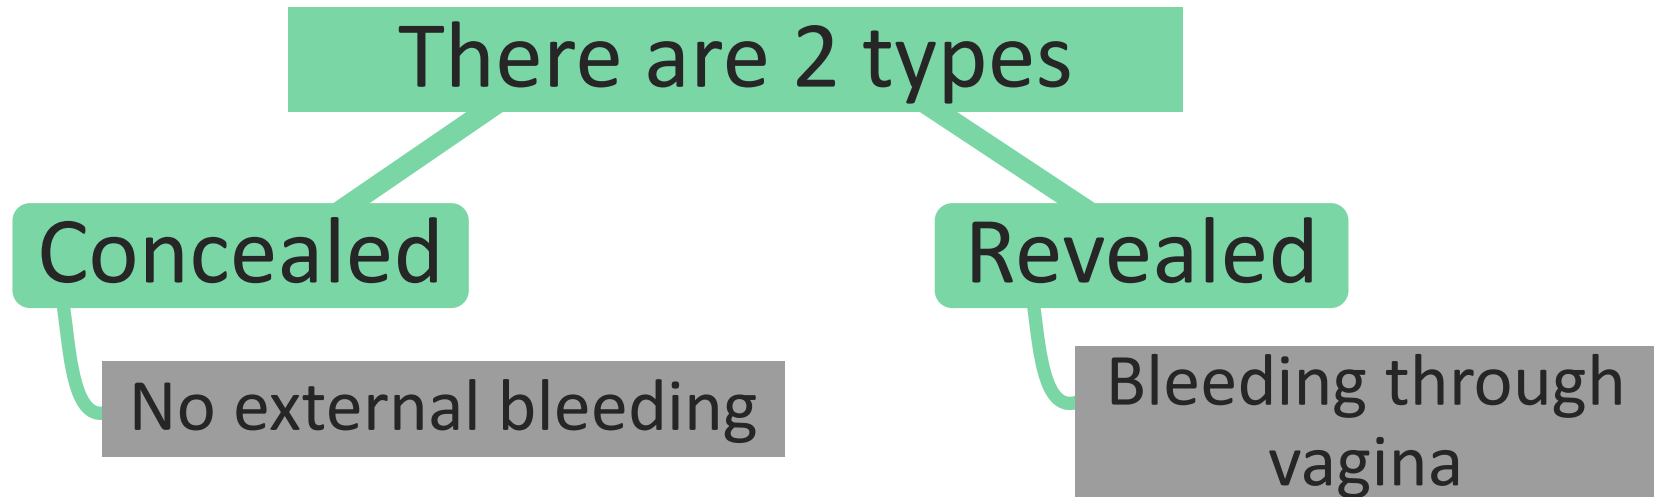 There are 2 types
Concealed
No external bleeding
Revealed
Bleeding through
vagina